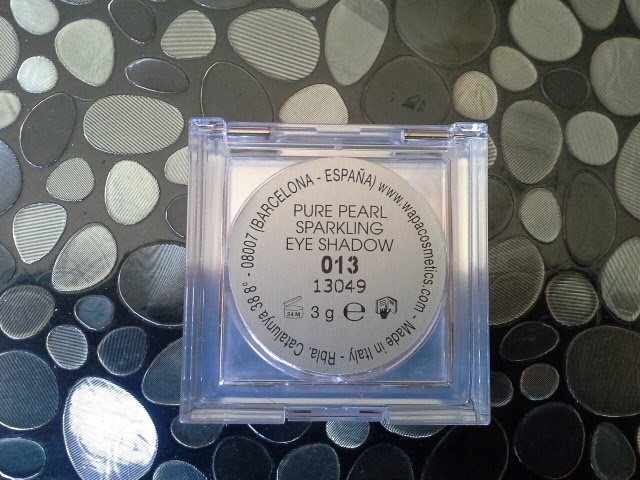 PURE PEARL
SPARKLING
EYE SHADOW
013
13049
24 M 3 g e
Rbla. Catalunya 38 8º - 08007 (BARCELONA - ESPAÑA) www.wapacosmetics.com - Made in Italy -